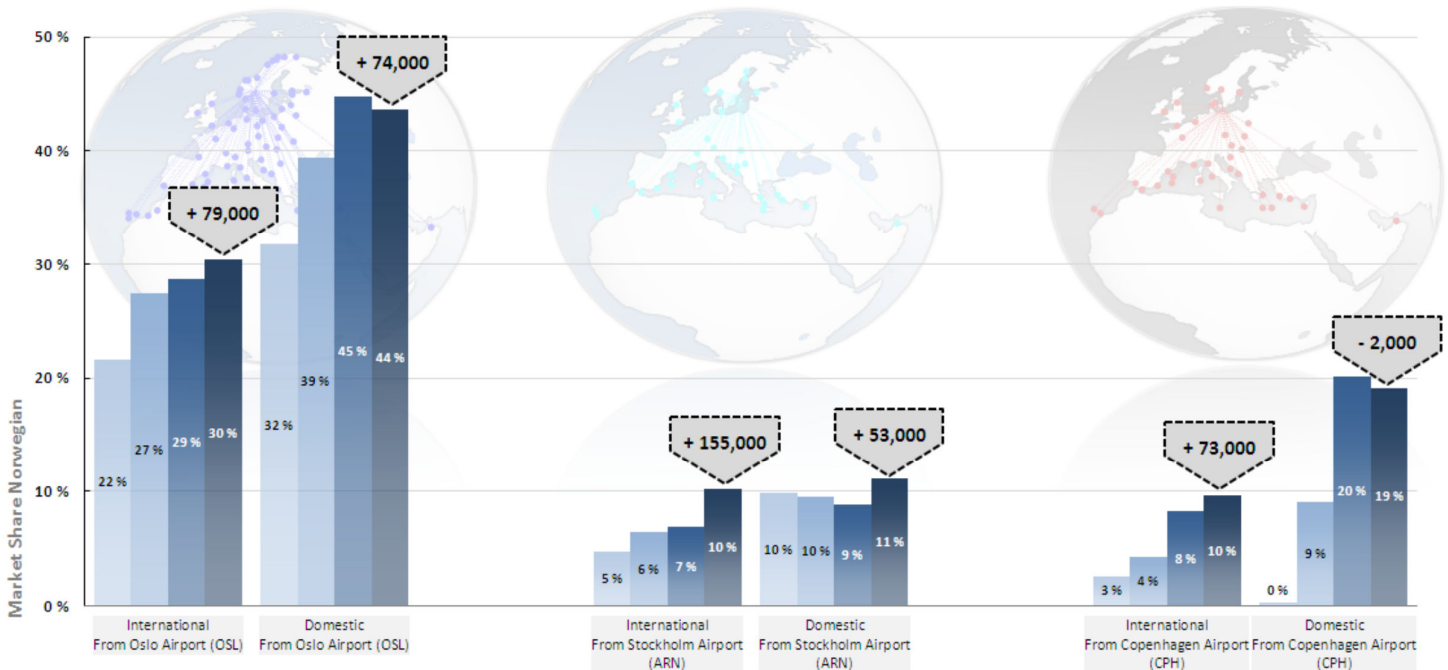 50 %
40 %
30 %
20 %
10 %
0 %
Market Share Norwegian
+ 79,000
22 %
27 %
29 %
30 %
International
From Oslo Airport (OSL)
+ 74,000
32 %
39 %
45 %
44 %
Domestic
From Oslo Airport (OSL)
+ 155,000
5 %
6 %
7 %
10 %
International
From Stockholm Airport
(ARN)
+ 53,000
10 %
10 %
9 %
11 %
Domestic
From Stockholm Airport
(ARN)
+ 73,000
3 %
4 %
8 %
10 %
International
From Copenhagen Airport
(CPH)
- 2,000
0 %
9 %
20 %
19 %
Domestic
From Copenhagen Airport
(CPH)